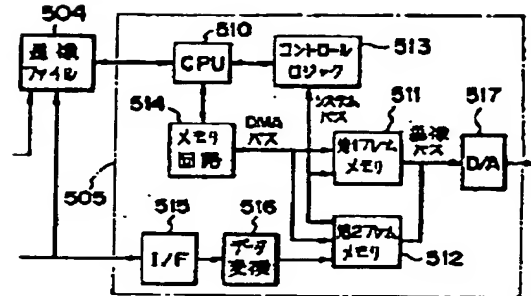 504
画像
ファイル
510
CPU
コントロール
ロジック
513
514
メモリ
回路
DMA
バス
システム
バス
511
第1フレーム
メモリ
画像
バス
517
D/A
505
515
I/F
516
データ
変換
第2フレーム
メモリ
512